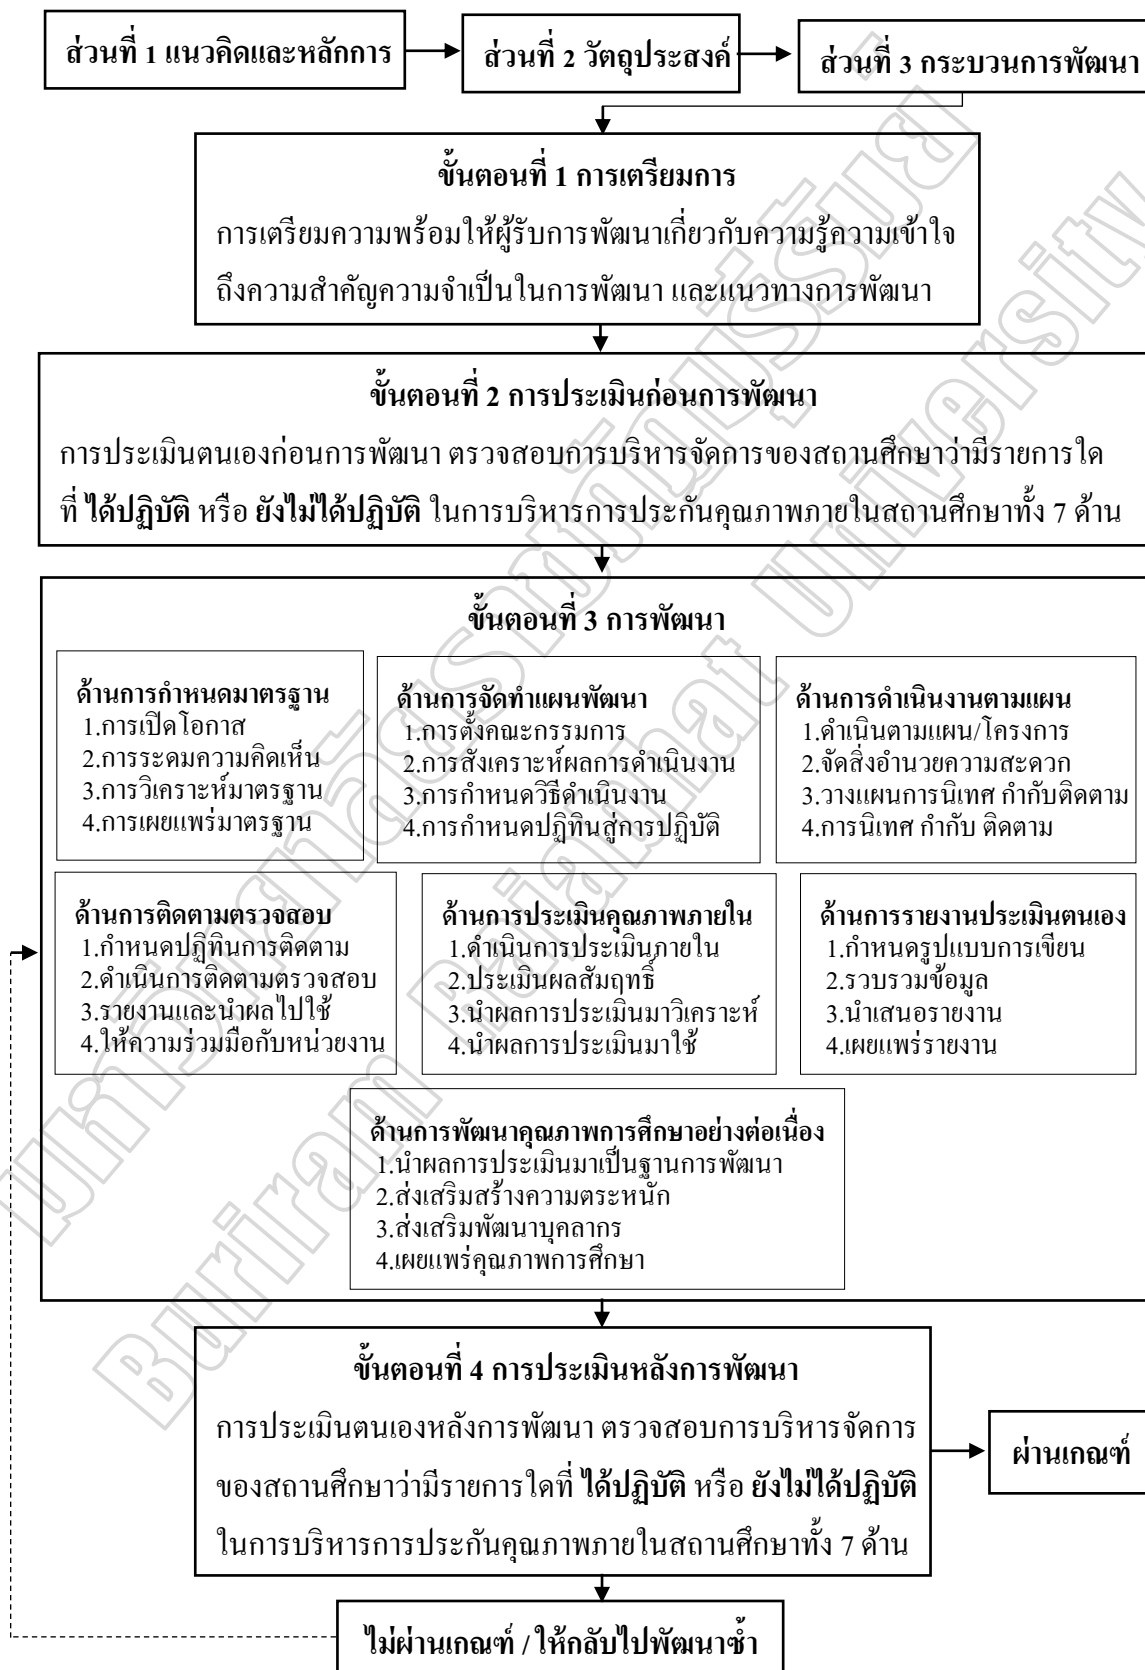 ส่วนที่ 1 แนวคิดและหลักการ
ส่วนที่ 2 วัตถุประสงค์
ส่วนที่ 3 กระบวนการพัฒนา
ขั้นตอนที่ 1 การเตรียมการ
การเตรียมความพร้อมให้ผู้รับการพัฒนาเกี่ยวกับความรู้ความเข้าใจ
ถึงความสำคัญความจำเป็นในการพัฒนา และแนวทางการพัฒนา
ขั้นตอนที่ 2 การประเมินก่อนการพัฒนา
การประเมินตนเองก่อนการพัฒนา ตรวจสอบการบริหารจัดการของสถานศึกษาว่ามีรายการใด
ที่ ได้ปฏิบัติ หรือ ยังไม่ได้ปฏิบัติ ในการบริหารการประกันคุณภาพภายในสถานศึกษาทั้ง 7 ด้าน
ขั้นตอนที่ 3 การพัฒนา
ด้านการกำหนดมาตรฐาน
1.การเปิดโอกาส
2.การระดมความคิดเห็น
3.การวิเคราะห์มาตรฐาน
4.การเผยแพร่มาตรฐาน
ด้านการจัดทำแผนพัฒนา
1.การตั้งคณะกรรมการ
2.การสังเคราะห์ผลการดำเนินงาน
3.การกำหนดวิธีดำเนินงาน
4.การกำหนดปฏิทินสู่การปฏิบัติ
ด้านการดำเนินงานตามแผน
1.ดำเนินตามแผน/โครงการ
2.จัดสิ่งอำนวยความสะดวก
3.วางแผนการนิเทศ กำกับติดตาม
4.การนิเทศ กำกับ ติดตาม
ด้านการติดตามตรวจสอบ
1.กำหนดปฏิทินการติดตาม
2.ดำเนินการติดตามตรวจสอบ
3.รายงานและนำผลไปใช้
4.ให้ความร่วมมือกับหน่วยงาน
ด้านการประเมินคุณภาพภายใน
1.ดำเนินการประเมินภายใน
2.ประเมินผลสัมฤทธิ์
3.นำผลการประเมินมาวิเคราะห์
4.นำผลการประเมินมาใช้
ด้านการรายงานประเมินตนเอง
1.กำหนดรูปแบบการเขียน
2.รวบรวมข้อมูล
3.นำเสนอรายงาน
4.เผยแพร่รายงาน
ด้านการพัฒนาคุณภาพการศึกษาอย่างต่อเนื่อง
1.นำผลการประเมินมาเป็นฐานการพัฒนา
2.ส่งเสริมสร้างความตระหนัก
3.ส่งเสริมพัฒนาบุคลากร
4.เผยแพร่คุณภาพการศึกษา
ขั้นตอนที่ 4 การประเมินหลังการพัฒนา
การประเมินตนเองหลังการพัฒนา ตรวจสอบการบริหารจัดการ
ของสถานศึกษาว่ามีรายการใดที่ ได้ปฏิบัติ หรือ ยังไม่ได้ปฏิบัติ
ในการบริหารการประกันคุณภาพภายในสถานศึกษาทั้ง 7 ด้าน
ผ่านเกณฑ์
ไม่ผ่านเกณฑ์ / ให้กลับไปพัฒนาซ้ำ
มหาวิทยาลัยราชภัฏบุรีรัมย์
Buriram Rajabhat University